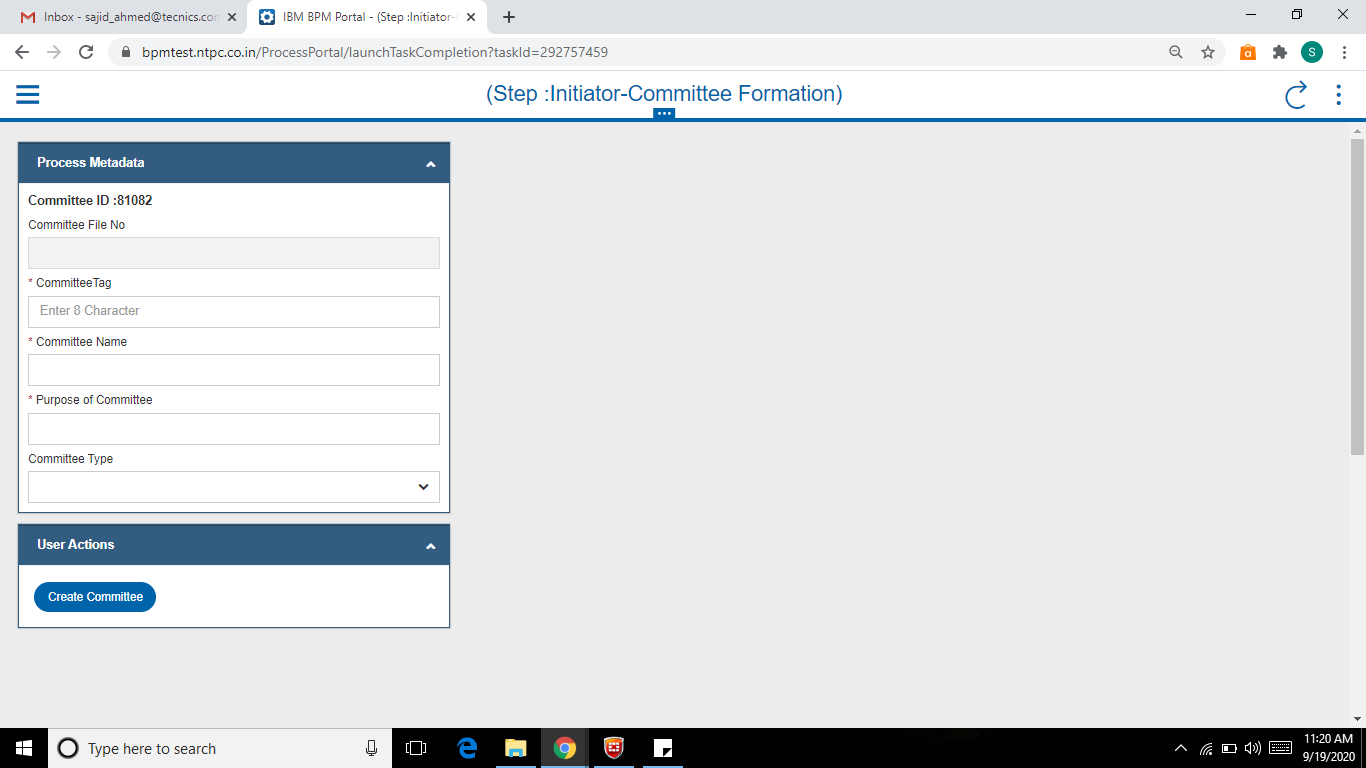 Inbox - sajid_ahmed@tecnics.con
IBM BPM Portal - (Step :Initiator-
bpmtest.ntpc.co.in/ProcessPortal/launchTaskCompletion?taskId=292757459
S
(Step :Initiator-Committee Formation)
Process Metadata
Committee ID :81082
Committee File No
* CommitteeTag
Enter 8 Character
* Committee Name
* Purpose of Committee
Committee Type
User Actions
Create Committee
Type here to search
11:20 AM
9/19/2020